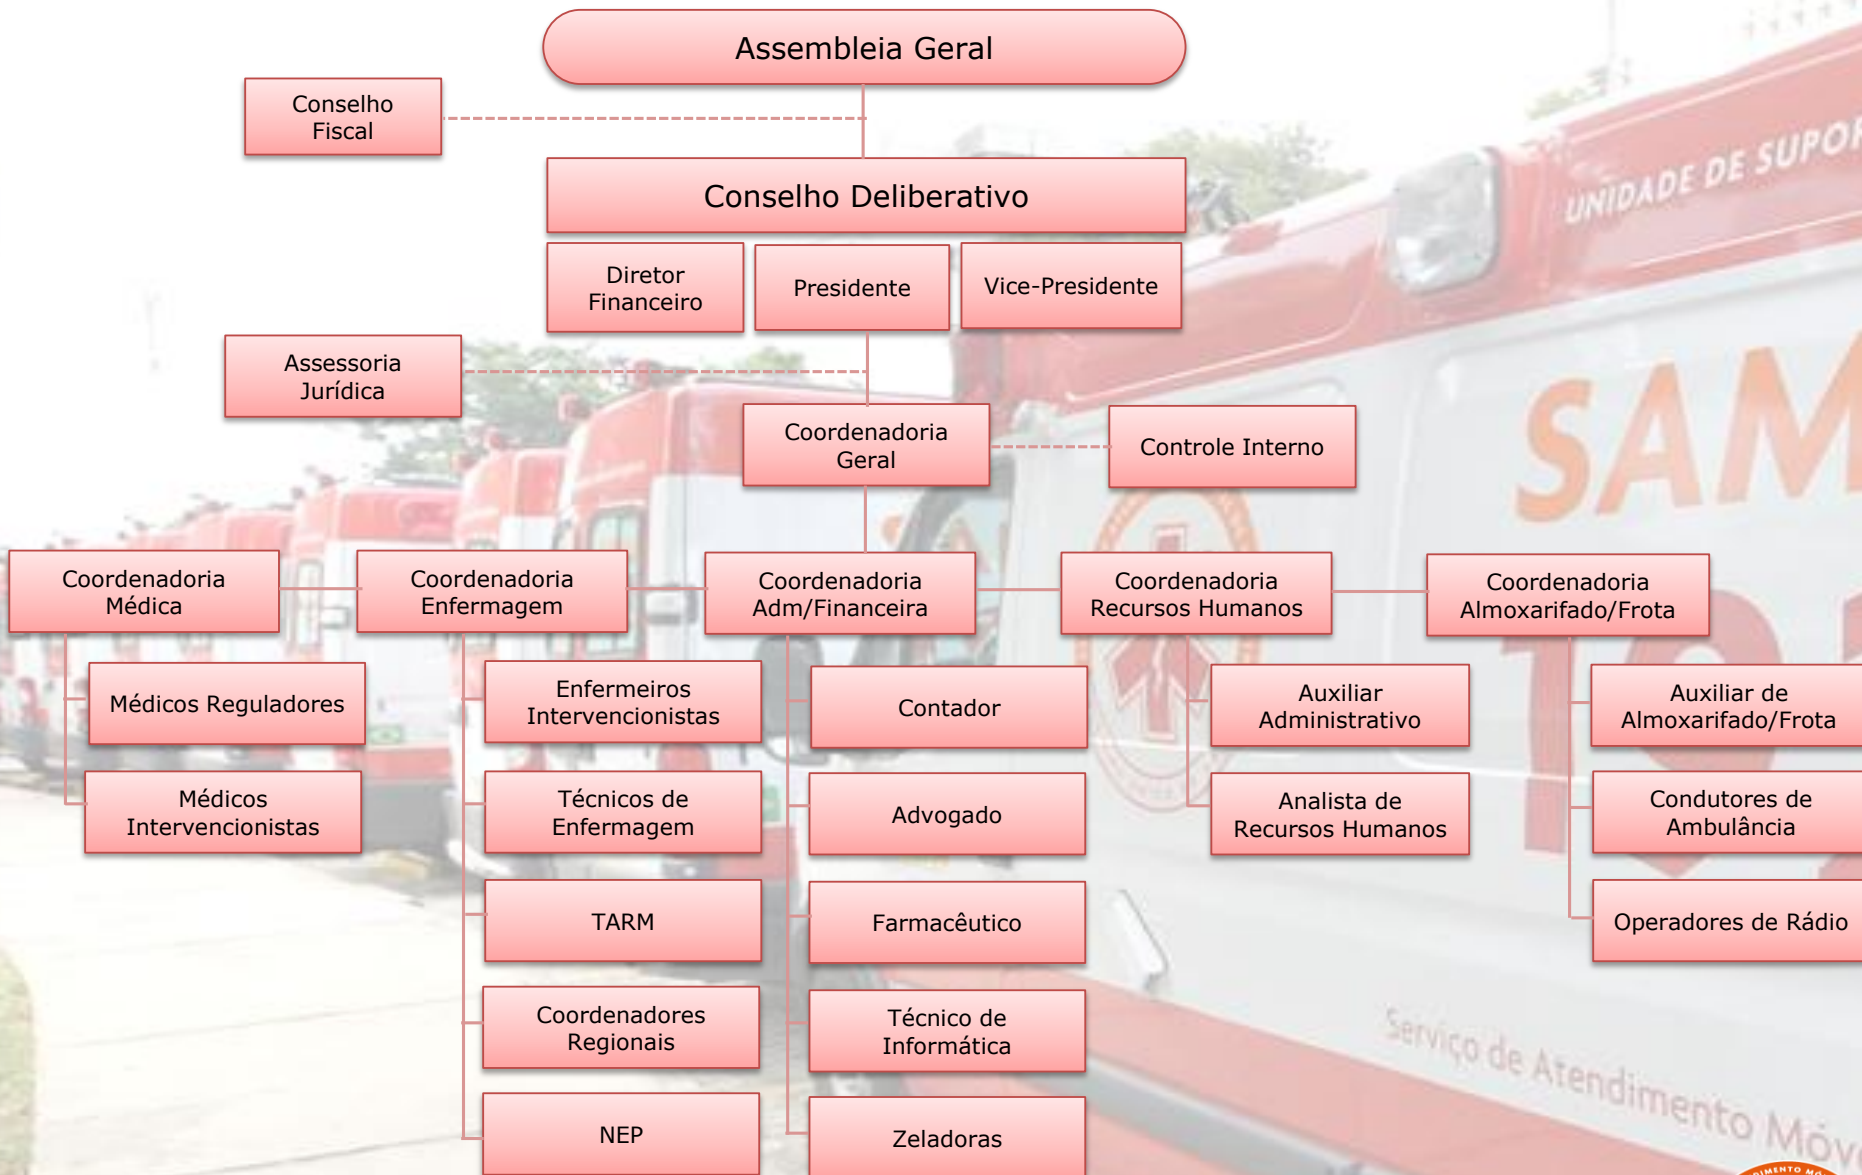 Assembleia Geral
Conselho
Fiscal
Conselho Deliberativo
Diretor
Financeiro
Presidente
Vice-Presidente
Assessoria
Jurídica
Coordenadoria
Geral
Controle Interno
Coordenadoria
Médica
Coordenadoria
Enfermagem
Coordenadoria
Adm/Financeira
Coordenadoria
Recursos Humanos
Coordenadoria
Almoxarifado/Frota
Médicos Reguladores
Médicos
Intervencionistas
Enfermeiros
Intervencionistas
Técnicos de
Enfermagem
TARM
Coordenadores
Regionais
NEP
Contador
Advogado
Farmacêutico
Técnico de
Informática
Zeladoras
Auxiliar
Administrativo
Analista de
Recursos Humanos
Auxiliar de
Almoxarifado/Frota
Condutores de
Ambulância
Operadores de Rádio
UNIDADE DE SUPOR
SAM
192
Serviço de Atendimento Móve